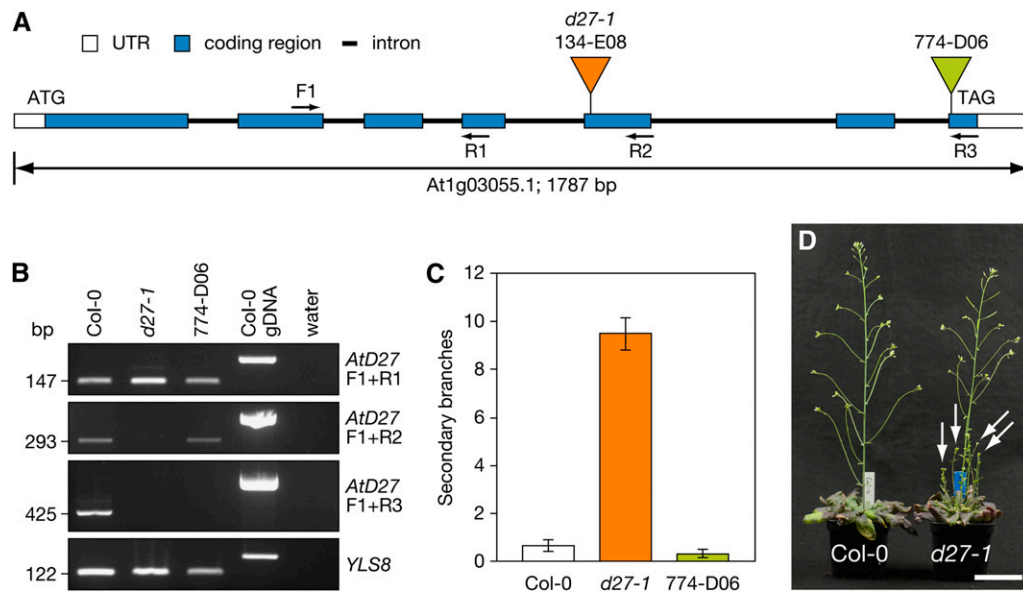 A
d27-1
134-E08
774-D06
UTR
coding region
intron
ATG
F1
TAG
R1
R2
R3
At1g03055.1; 1787 bp
B
bp
Col-0
d27-1
774-D06
Col-0
gDNA
water
147
AtD27
F1+R1
293
AtD27
F1+R2
425
AtD27
F1+R3
122
YLS8
C
Secondary branches
12
10
8
6
4
2
0
Col-0
d27-1
774-D06
D
Col-0
d27-1